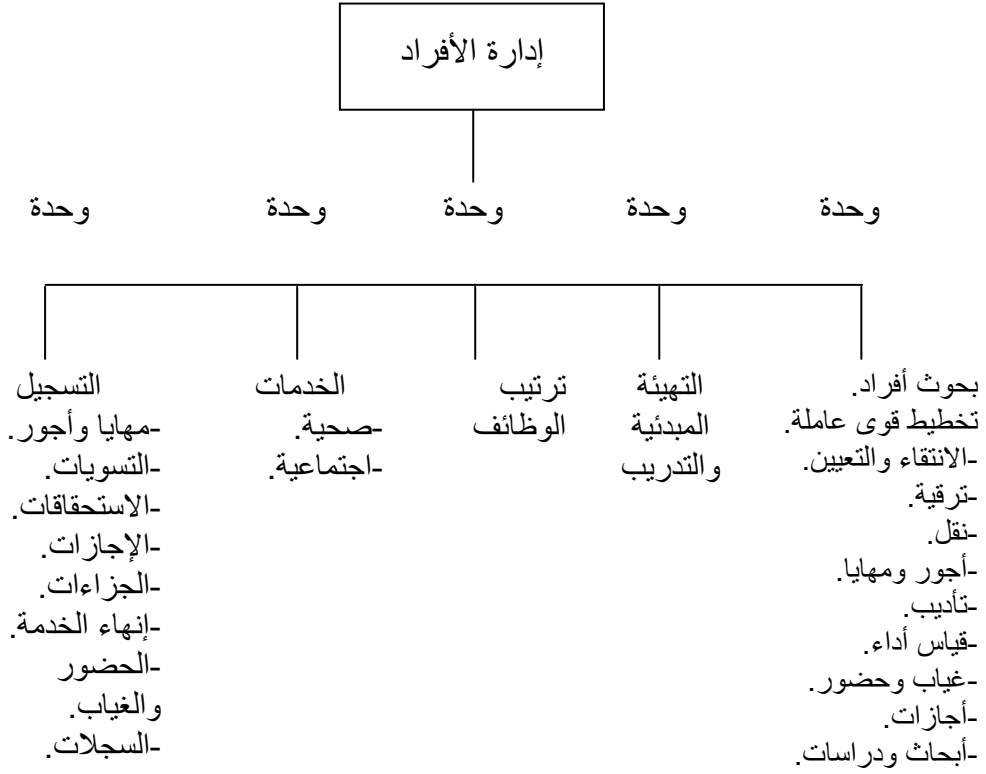 إدارة الأفراد
وحدة
وحدة
وحدة
وحدة
وحدة
بحوث أفراد.
تخطيط قوى عاملة.
-الانتقاء والتعيين.
-ترقية.
-نقل.
-أجور ومهايا.
-تأديب.
-قياس أداء.
-غياب وحضور.
-أجازات.
-أبحاث ودراسات.
التهيئة
المبدئية
والتدريب
ترتيب
الوظائف
الخدمات
-صحية.
-اجتماعية.
التسجيل
-مهايا وأجور.
-التسويات.
-الاستحقاقات.
-الإجازات.
-الجزاءات.
-إنهاء الخدمة.
-الحضور
والغياب.
-السجلات.